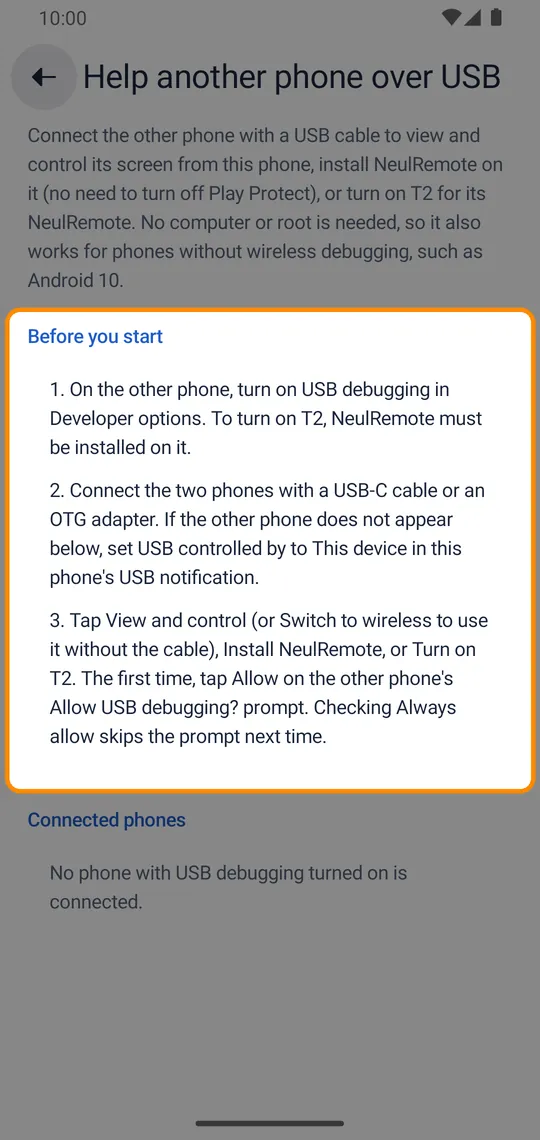 10:00
Help another phone over USB
Connect the other phone with a USB cable to view and
control its screen from this phone, install NeulRemote on
it (no need to turn off Play Protect), or turn on T2 for its
NeulRemote. No computer or root is needed, so it also
works for phones without wireless debugging, such as
Android 10.
Before you start
1. On the other phone, turn on USB debugging in
Developer options. To turn on T2, NeulRemote must
be installed on it.
2. Connect the two phones with a USB-C cable or an
OTG adapter. If the other phone does not appear
below, set USB controlled by to This device in this
phone's USB notification.
3. Tap View and control (or Switch to wireless to use
it without the cable), Install NeulRemote, or Turn on
T2. The first time, tap Allow on the other phone's
Allow USB debugging? prompt. Checking Always
allow skips the prompt next time.
Connected phones
No phone with USB debugging turned on is
connected.